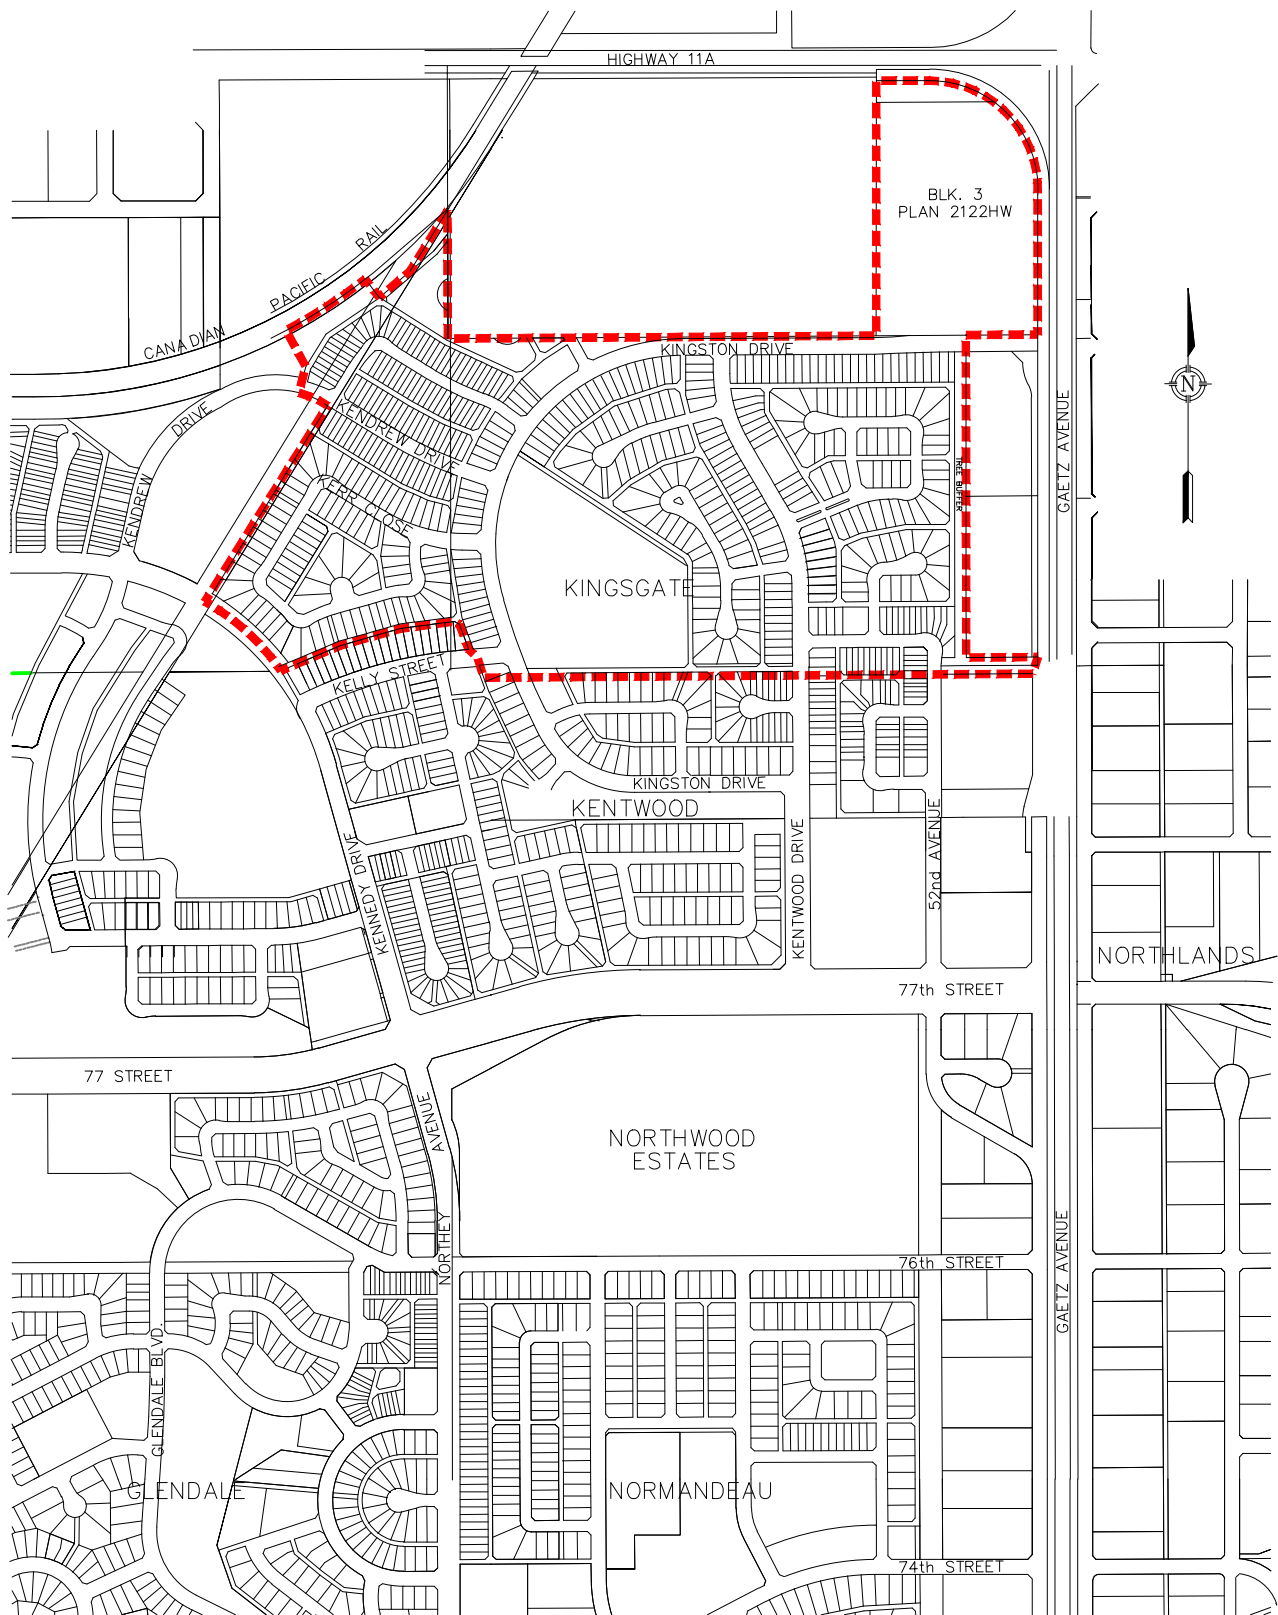 HIGHWAY 11A
BLK. 3
PLAN 2122HW
CANADIAN PACIFIC RAIL
KINGSTON DRIVE
KENDREW DRIVE
KENDREW DRIVE
GAETZ AVENUE
N
TREE BUFFER
KERR CLOSE
KINGSGATE
KELLY STREET
KINGSTON DRIVE
KENTWOOD
KENNEDY DRIVE
KENTWOOD DRIVE
52nd AVENUE
NORTHLANDS
77th STREET
77 STREET
NORTHEY AVENUE
NORTHWOOD
ESTATES
76th STREET
GAETZ AVENUE
GLENDALE BLVD.
GLENDALE
NORMANDEAU
74th STREET